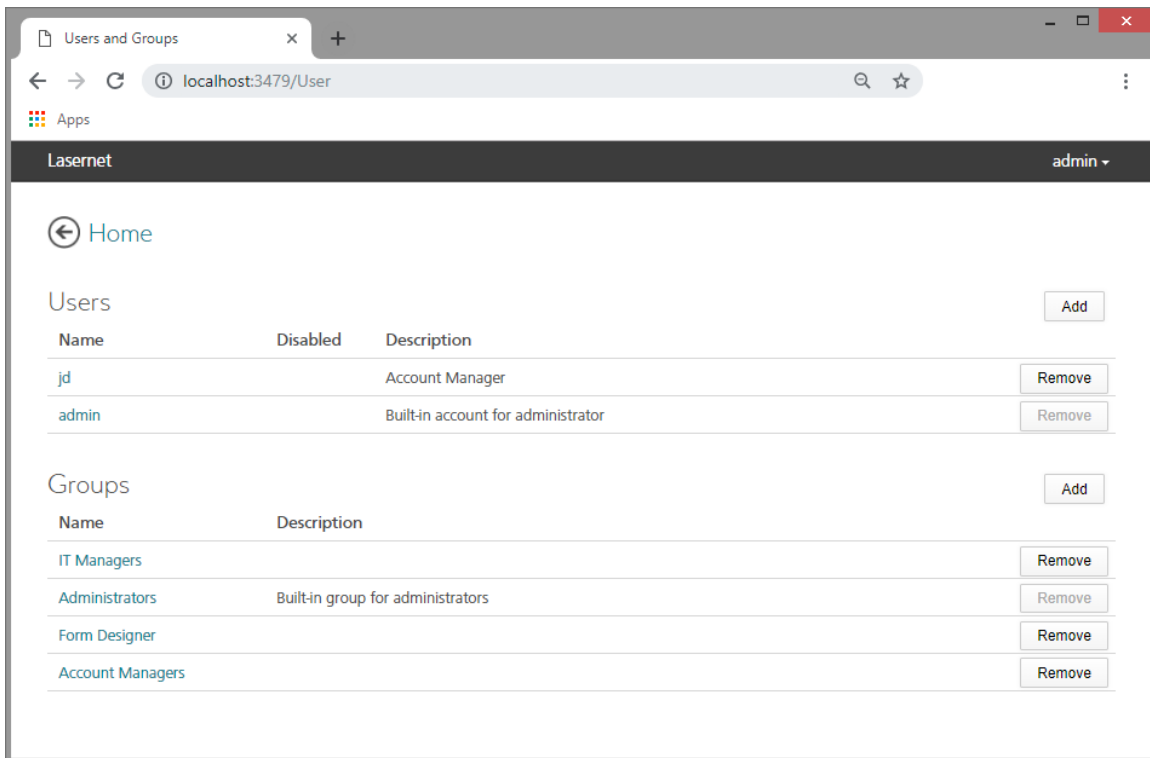 Users and Groups
localhost:3479/User
Apps
Lasernet admin
Home
Users Add
Name Disabled Description
jd Account Manager Remove
admin Built-in account for administrator Remove
Groups Add
Name Description
IT Managers Remove
Administrators Built-in group for administrators Remove
Form Designer Remove
Account Managers Remove